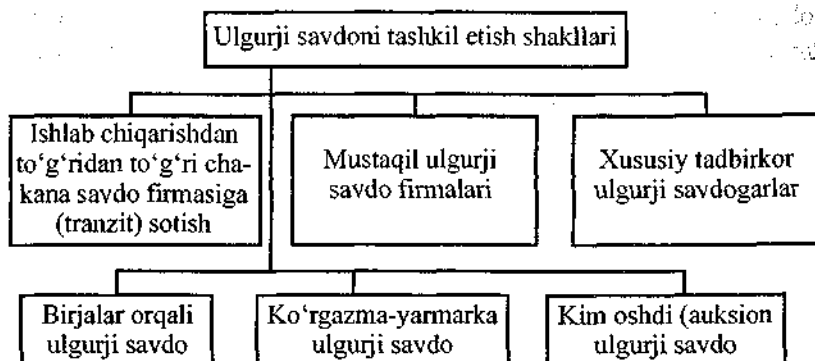 Ulgurji savdoni tashkil etish shakllari
Ishlab chiqarishdan
to‘g‘ridan to‘g‘ri cha-
kana savdo firmasiga
(tranzit) sotish
Mustaqil ulgurji
savdo firmalari
Xususiy tadbirkor
ulgurji savdogarlar
Birjalar orqali
ulgurji savdo
Ko‘rgazma-yarmarka
ulgurji savdo
Kim oshdi (auksion
ulgurji savdo